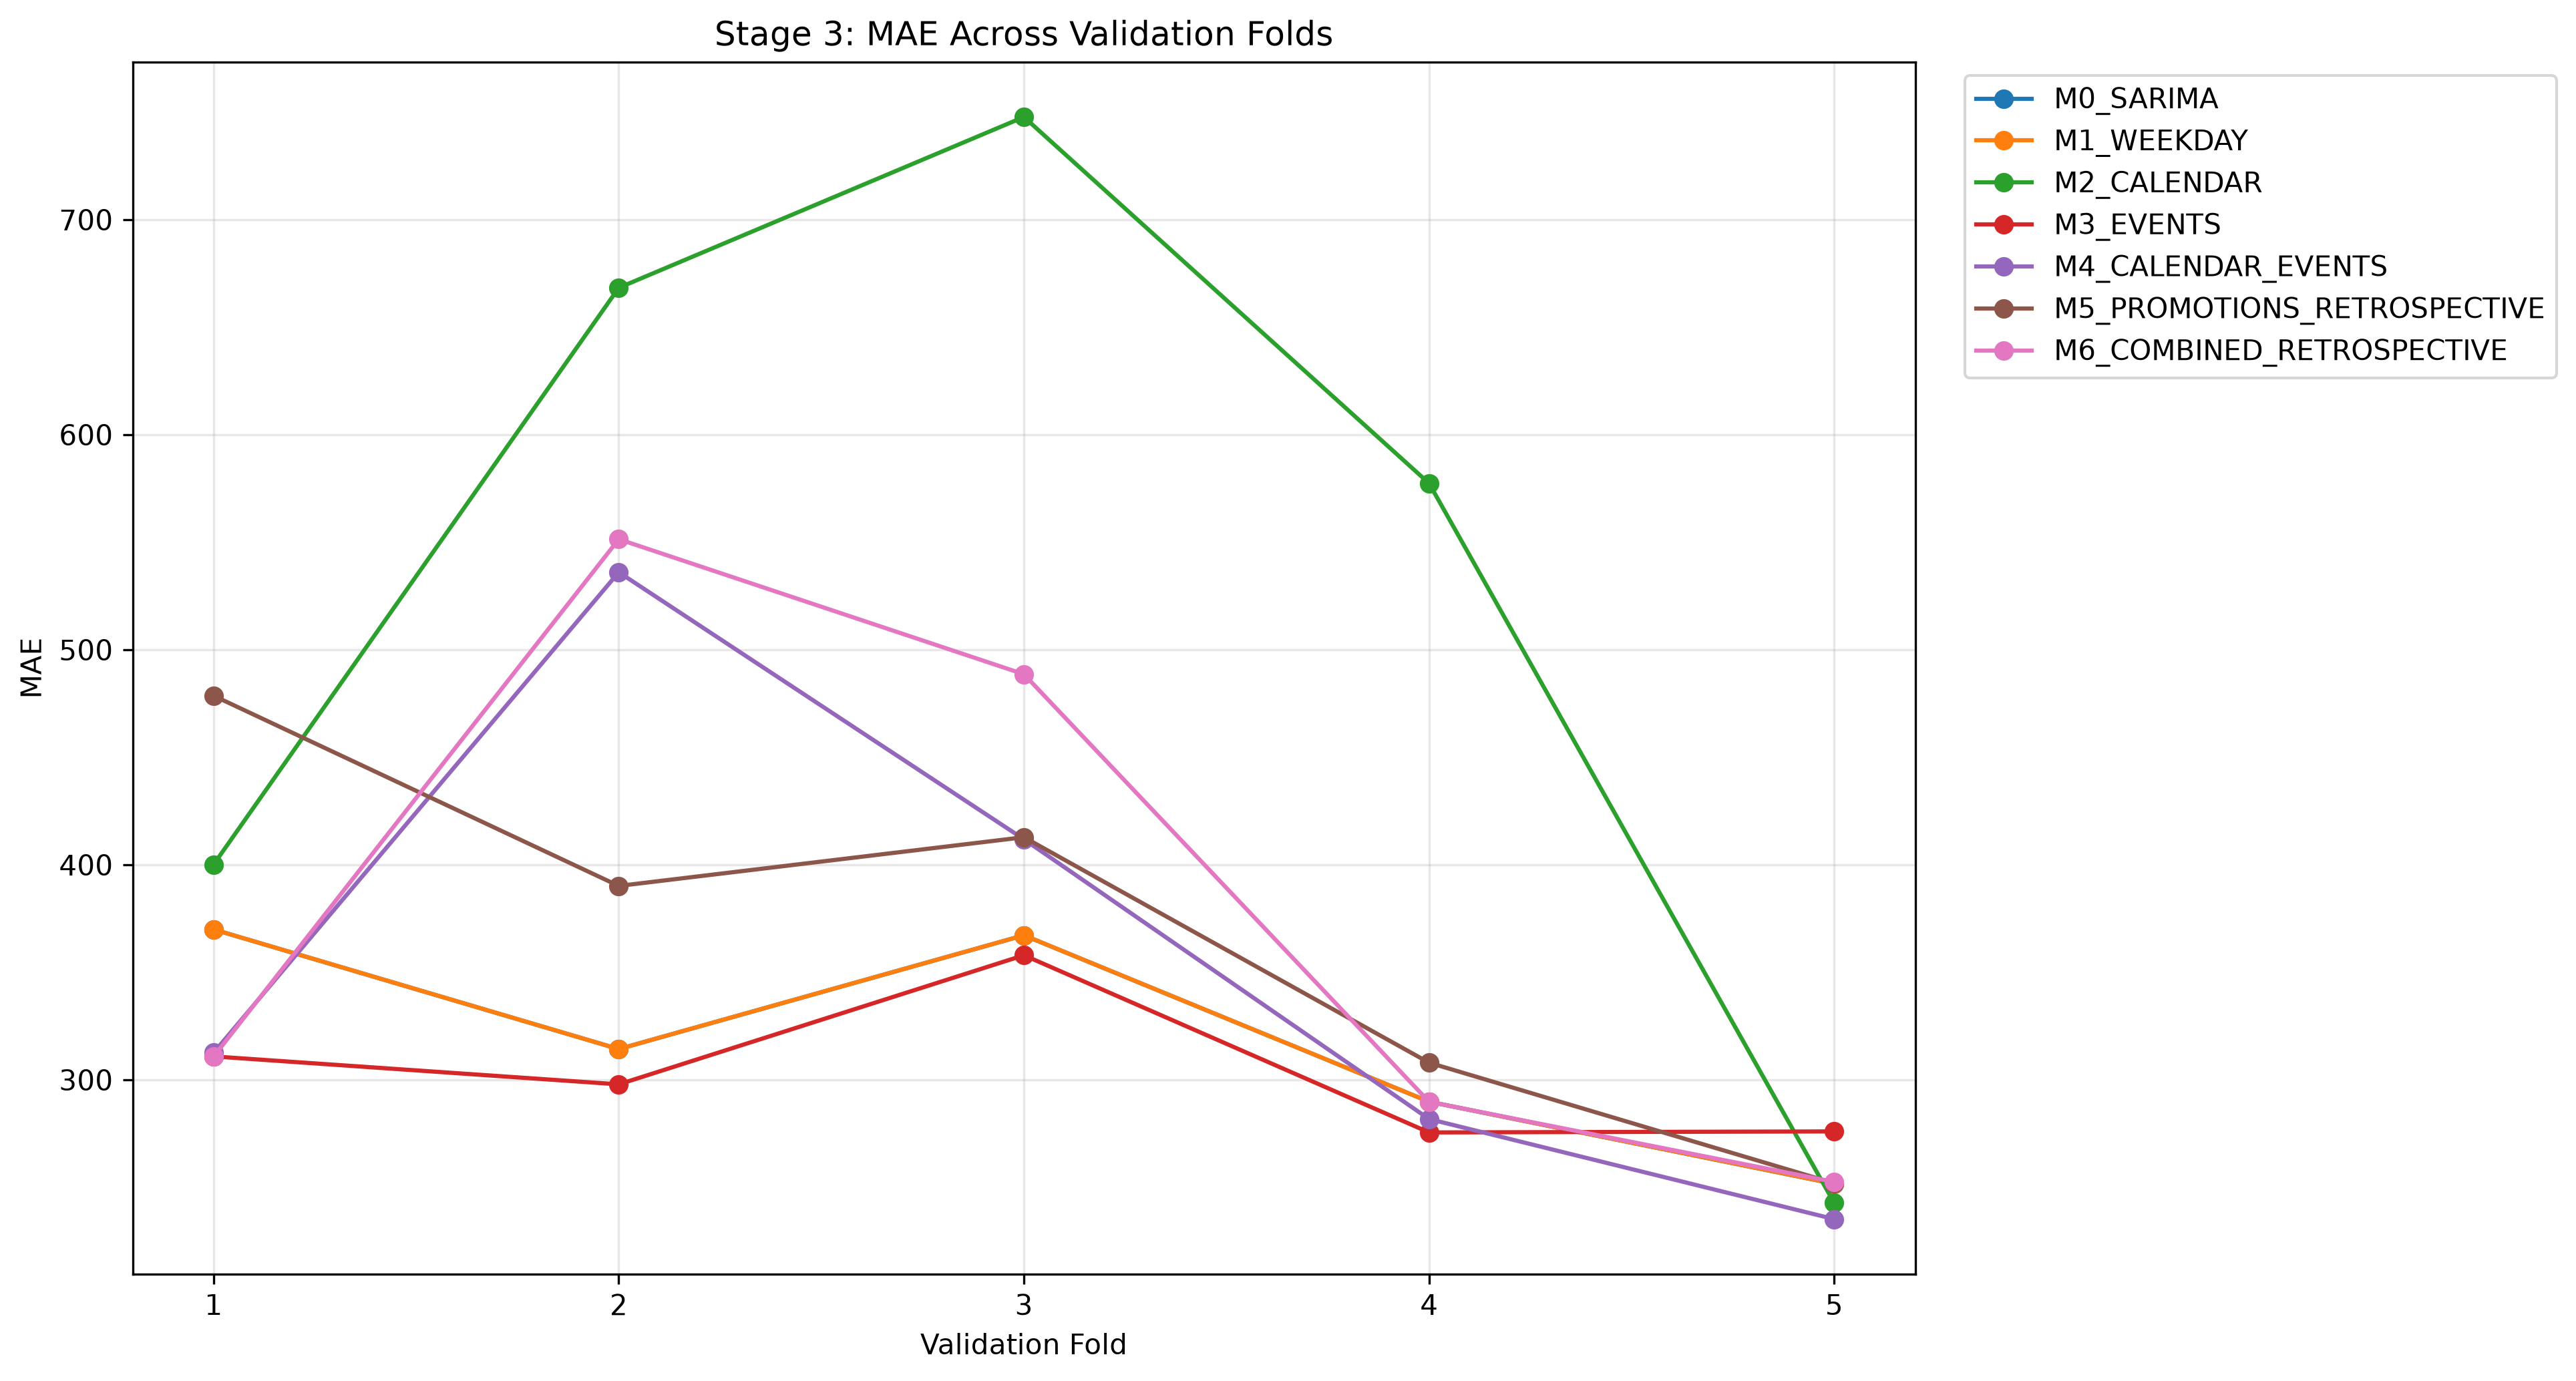 Stage 3: MAE Across Validation Folds
M0_SARIMA
M1_WEEKDAY
M2_CALENDAR
M3_EVENTS
M4_CALENDAR_EVENTS
M5_PROMOTIONS_RETROSPECTIVE
M6_COMBINED_RETROSPECTIVE
700
600
500
400
300
MAE
1 2 3 4 5
Validation Fold